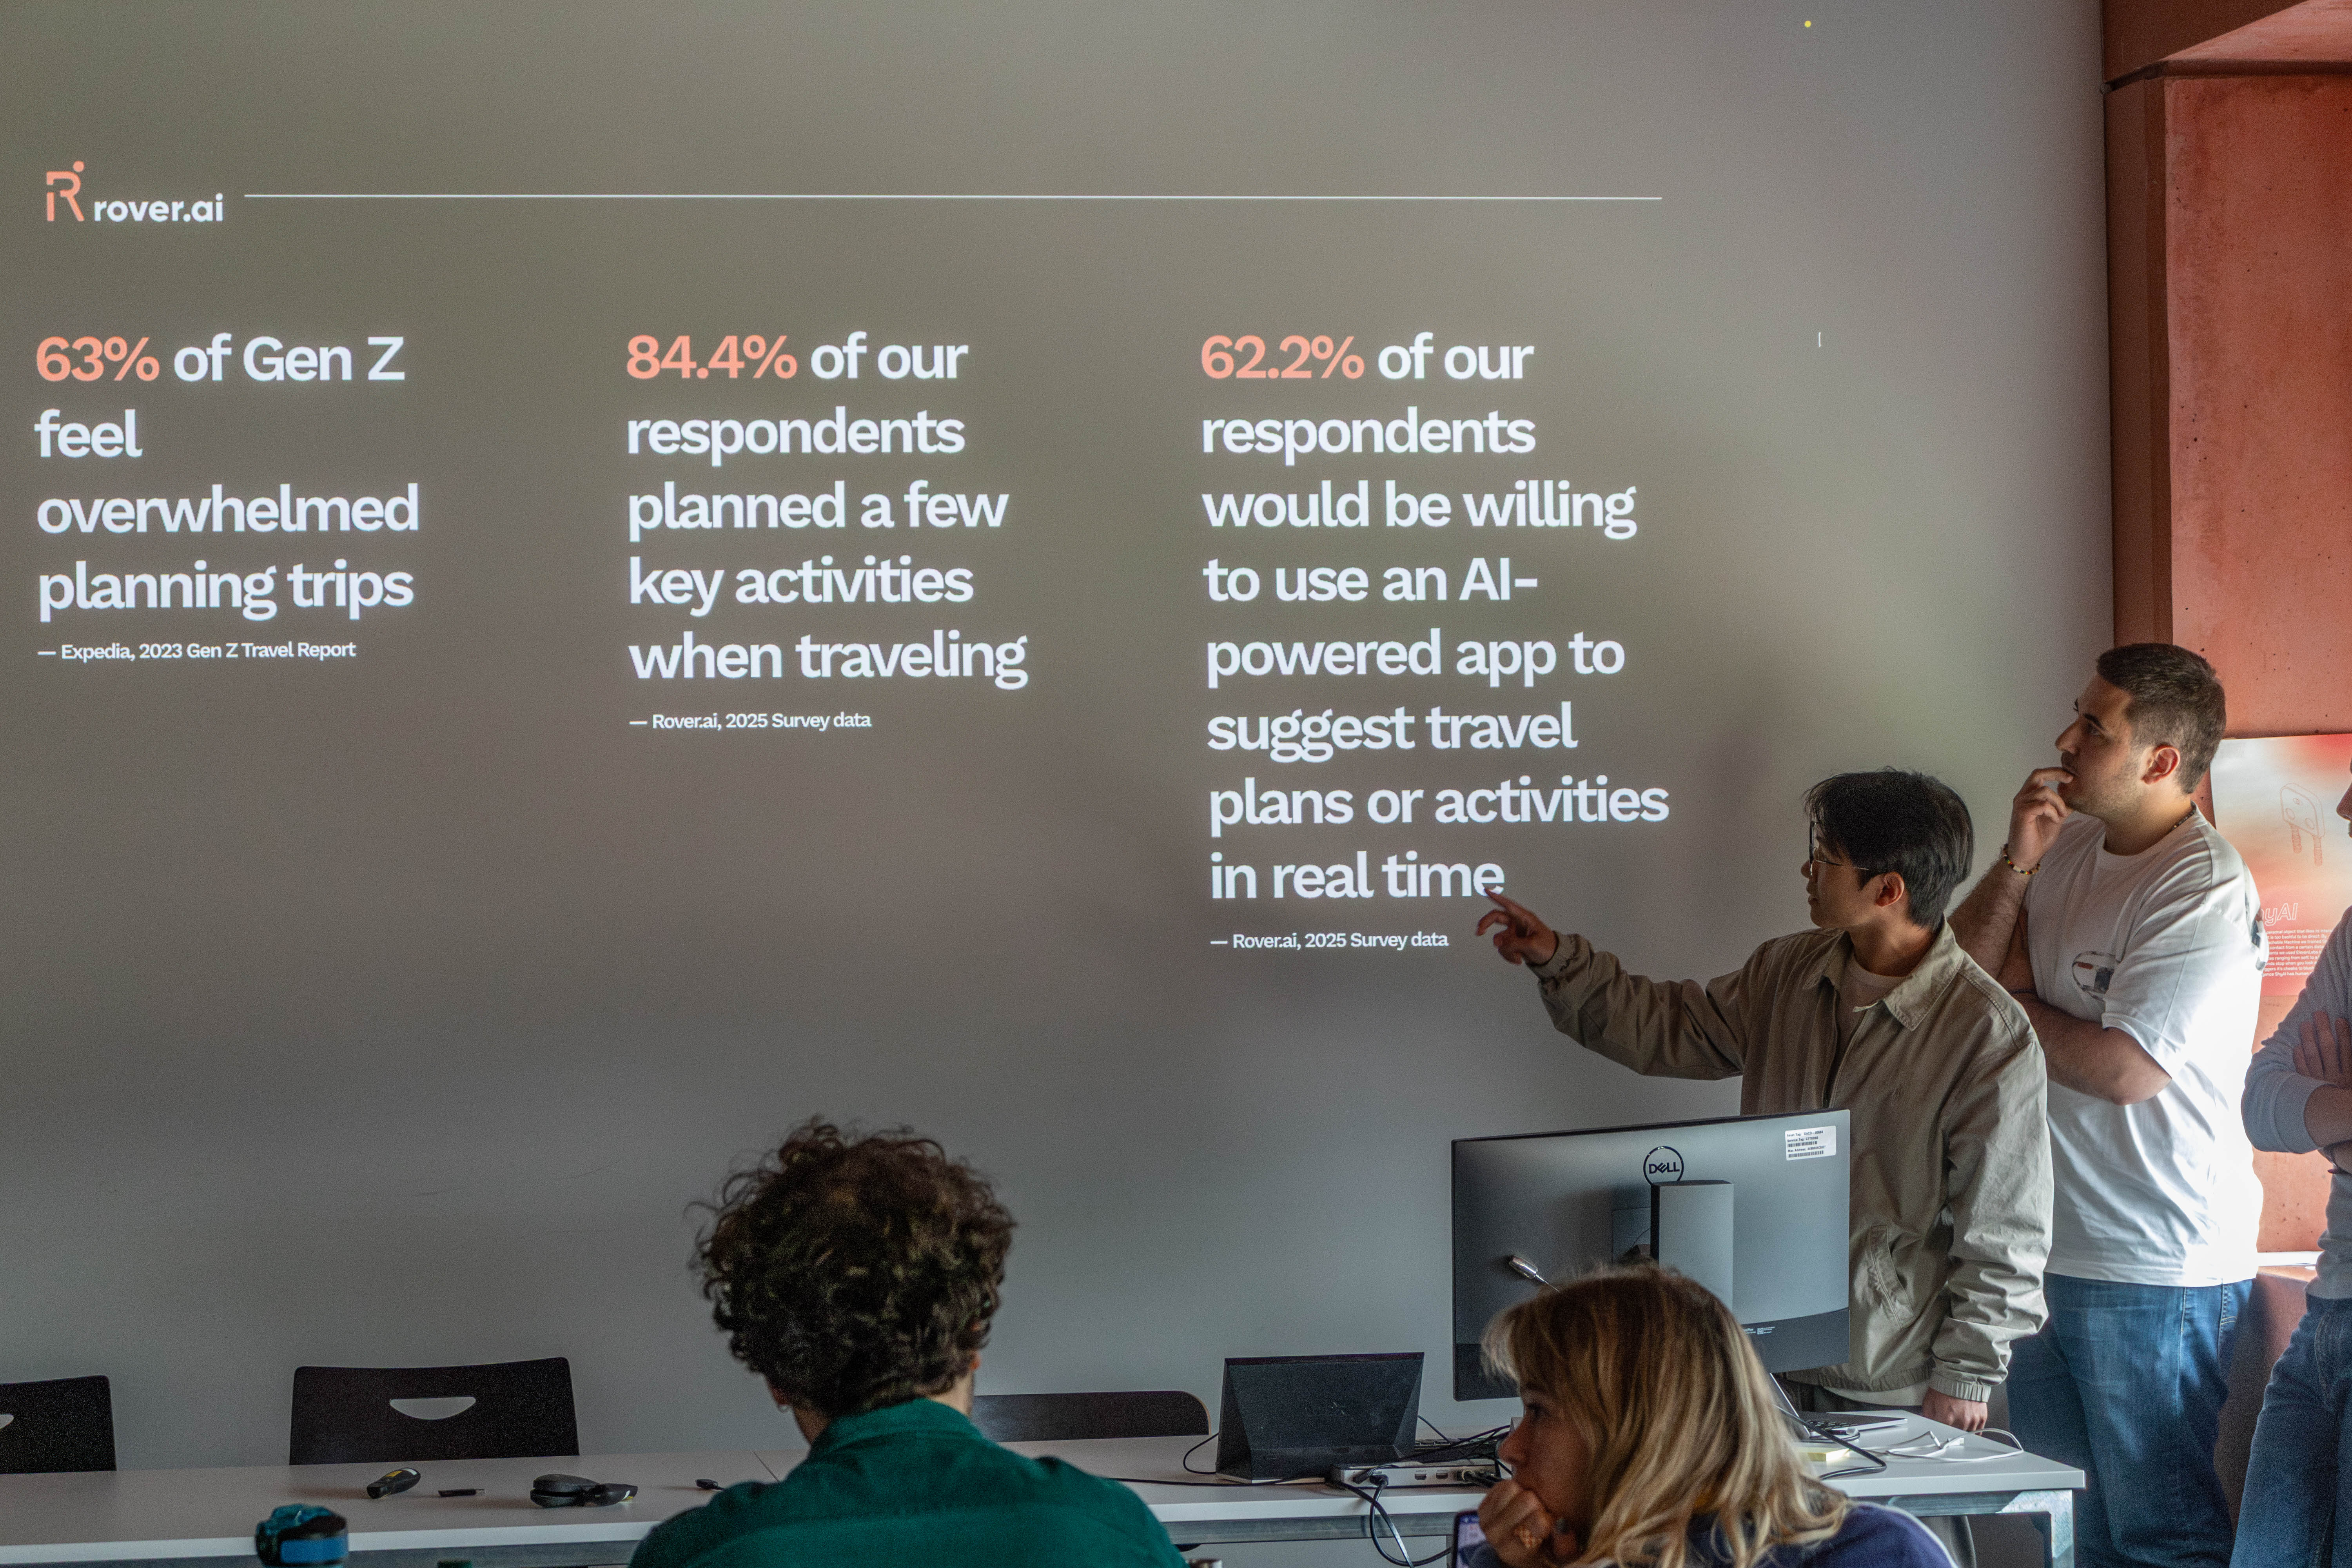 rover.ai
63% of Gen Z
feel
overwhelmed
planning trips
— Expedia, 2023 Gen Z Travel Report
84.4% of our
respondents
planned a few
key activities
when traveling
— Rover.ai, 2025 Survey data
62.2% of our
respondents
would be willing
to use an AI-
powered app to
suggest travel
plans or activities
in real time
— Rover.ai, 2025 Survey data
DELL